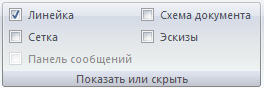 Линейка Схема документа
Сетка Эскизы
Панель сообщений
Показать или скрыть